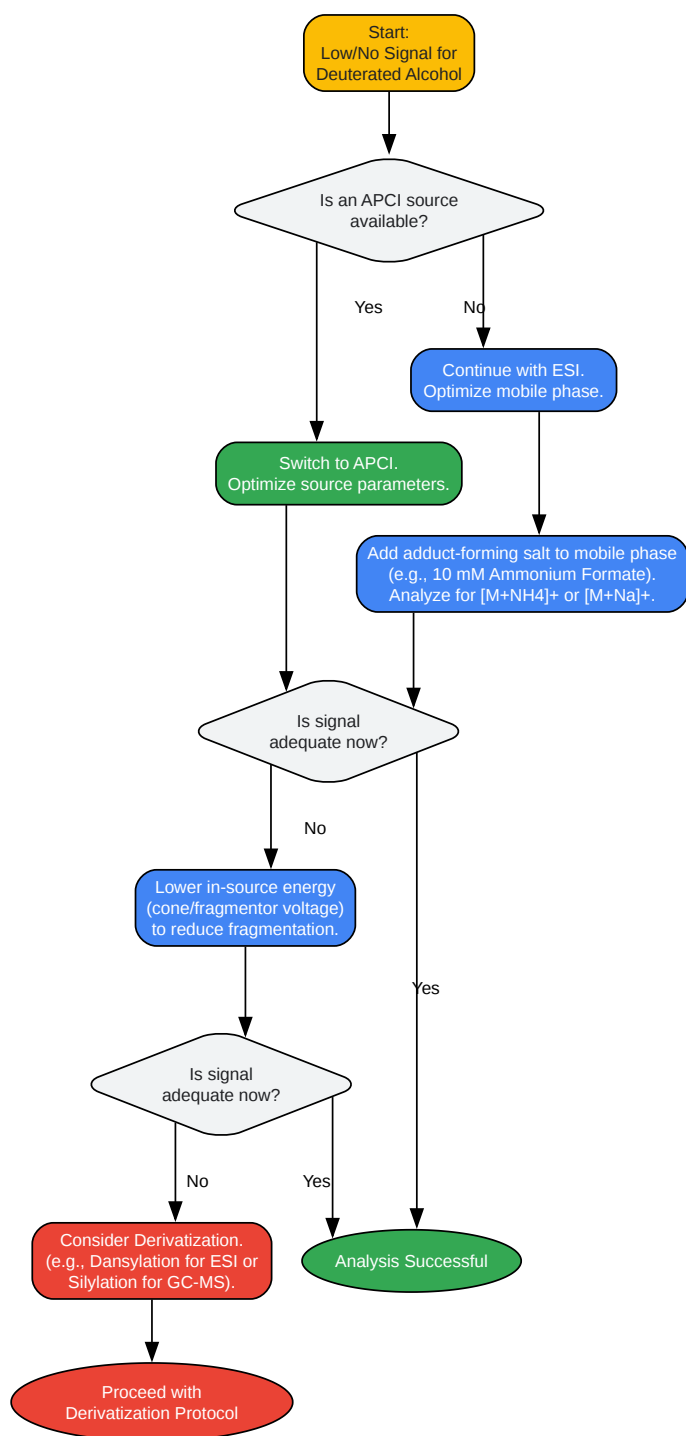 Start:
Low/No Signal for
Deuterated Alcohol
Is an APCI source
available?
Yes
No
Continue with ESI.
Optimize mobile phase.
Switch to APCI.
Optimize source parameters.
Add adduct-forming salt to mobile phase
(e.g., 10 mM Ammonium Formate).
Analyze for [M+NH4]+ or [M+Na]+.
Is signal
adequate now?
No
Lower in-source energy
(cone/fragmentor voltage)
to reduce fragmentation.
Yes
Is signal
adequate now?
No
Yes
Consider Derivatization.
(e.g., Dansylation for ESI or
Silylation for GC-MS).
Analysis Successful
Proceed with
Derivatization Protocol